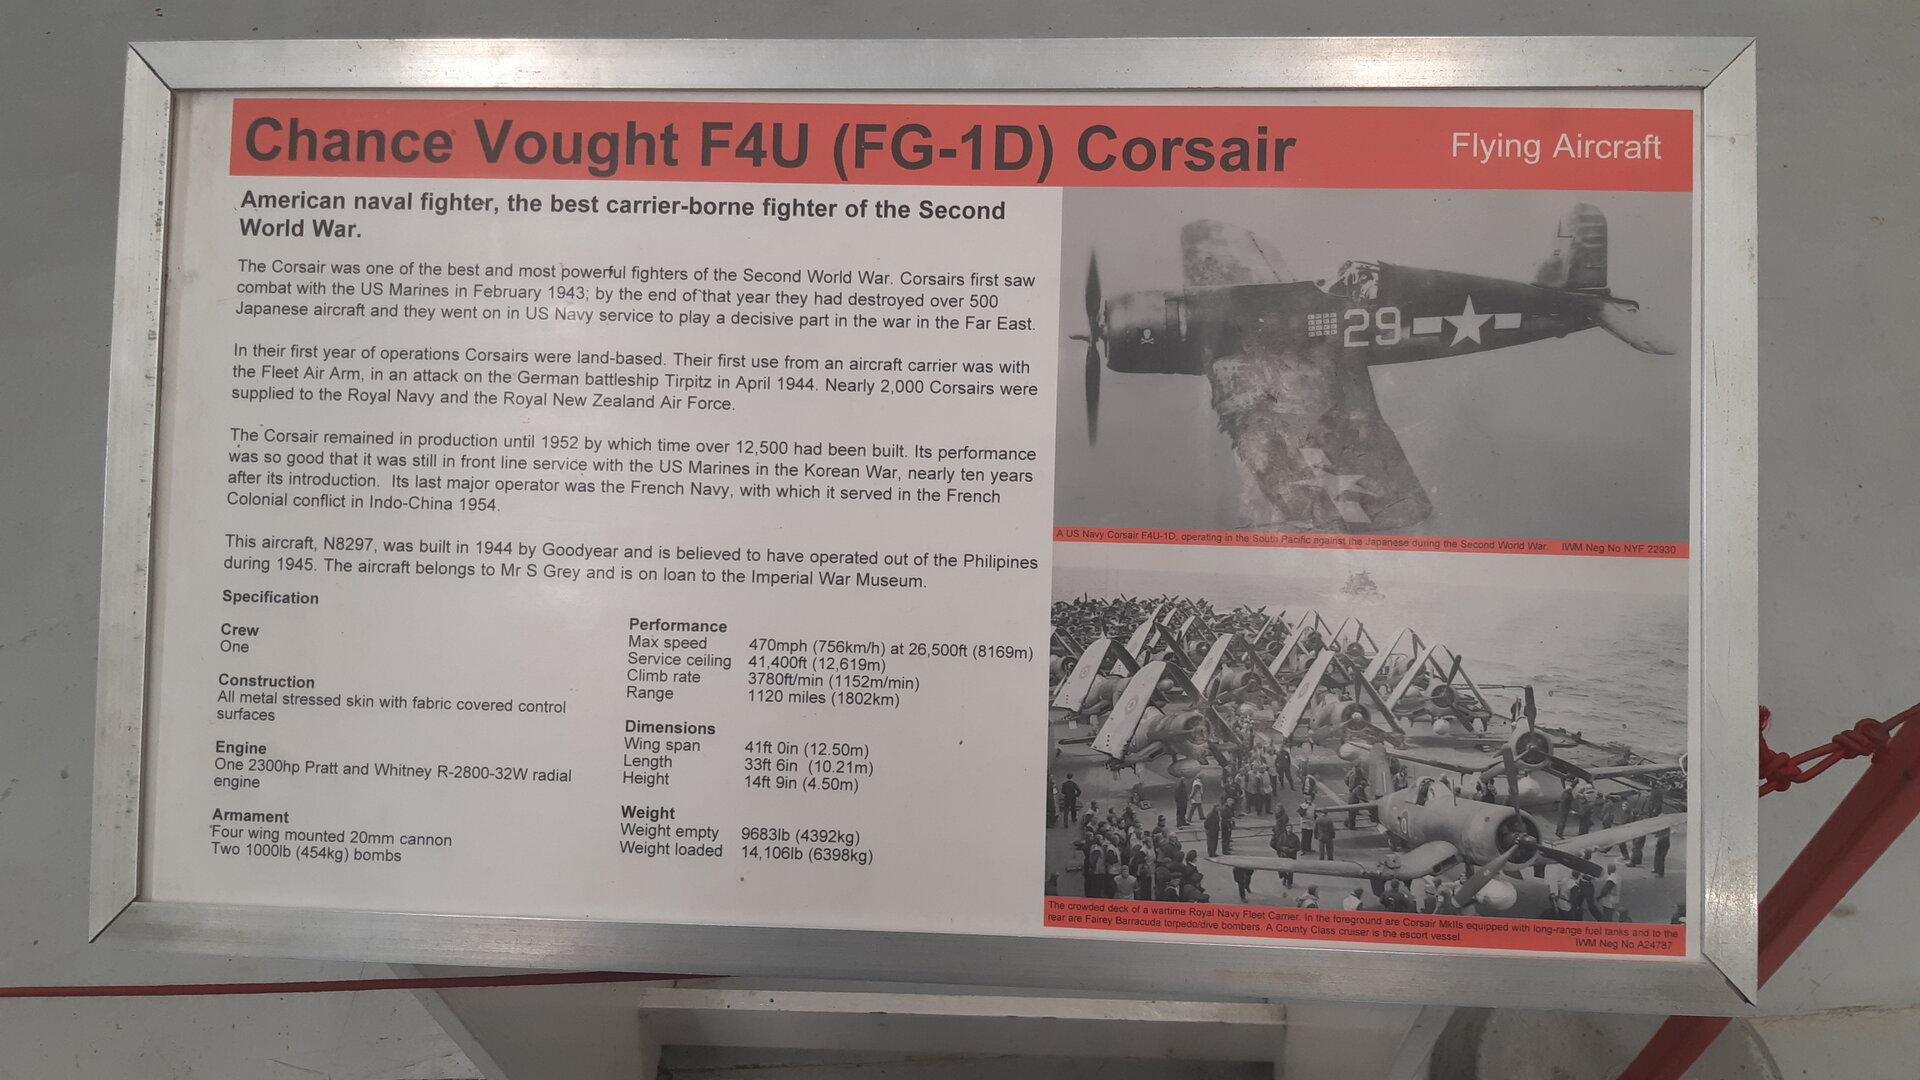 Chance Vought F4U (FG-1D) Corsair
Flying Aircraft
American naval fighter, the best carrier-borne fighter of the Second
World War.
The Corsair was one of the best and most powerful fighters of the Second World War. Corsairs first saw
combat with the US Marines in February 1943; by the end of that year they had destroyed over 500
Japanese aircraft and they went on in US Navy service to play a decisive part in the war in the Far East.
In their first year of operations Corsairs were land-based. Their first use from an aircraft carrier was with
the Fleet Air Arm, in an attack on the German battleship Tirpitz in April 1944. Nearly 2,000 Corsairs were
supplied to the Royal Navy and the Royal New Zealand Air Force.
The Corsair remained in production until 1952 by which time over 12,500 had been built. Its performance
was so good that it was still in front line service with the US Marines in the Korean War, nearly ten years
after its introduction. Its last major operator was the French Navy, with which it served in the French
Colonial conflict in Indo-China 1954.
This aircraft, N8297, was built in 1944 by Goodyear and is believed to have operated out of the Philipines
during 1945. The aircraft belongs to Mr S Grey and is on loan to the Imperial War Museum.
Specification
Crew
One
Construction
All metal stressed skin with fabric covered control
surfaces
Engine
One 2300hp Pratt and Whitney R-2800-32W radial
engine
Armament
Four wing mounted 20mm cannon
Two 1000lb (454kg) bombs
Performance
Max speed 470mph (756km/h) at 26,500ft (8169m)
Service ceiling 41,400ft (12,619m)
Climb rate 3780ft/min (1152m/min)
Range 1120 miles (1802km)
Dimensions
Wing span 41ft 0in (12.50m)
Length 33ft 6in (10.21m)
Height 14ft 9in (4.50m)
Weight
Weight empty 9683lb (4392kg)
Weight loaded 14,106lb (6398kg)
29
A US Navy Corsair F4U-1D, operating in the South Pacific against the Japanese during the Second World War. IWM Neg No NYF 22930
The crowded deck of a wartime Royal Navy Fleet Carrier. In the foreground are Corsair MkIIs equipped with long-range fuel tanks and to the
rear are Fairey Barracuda torpedo/dive bombers. A County Class cruiser is the escort vessel.
IWM Neg No A24787